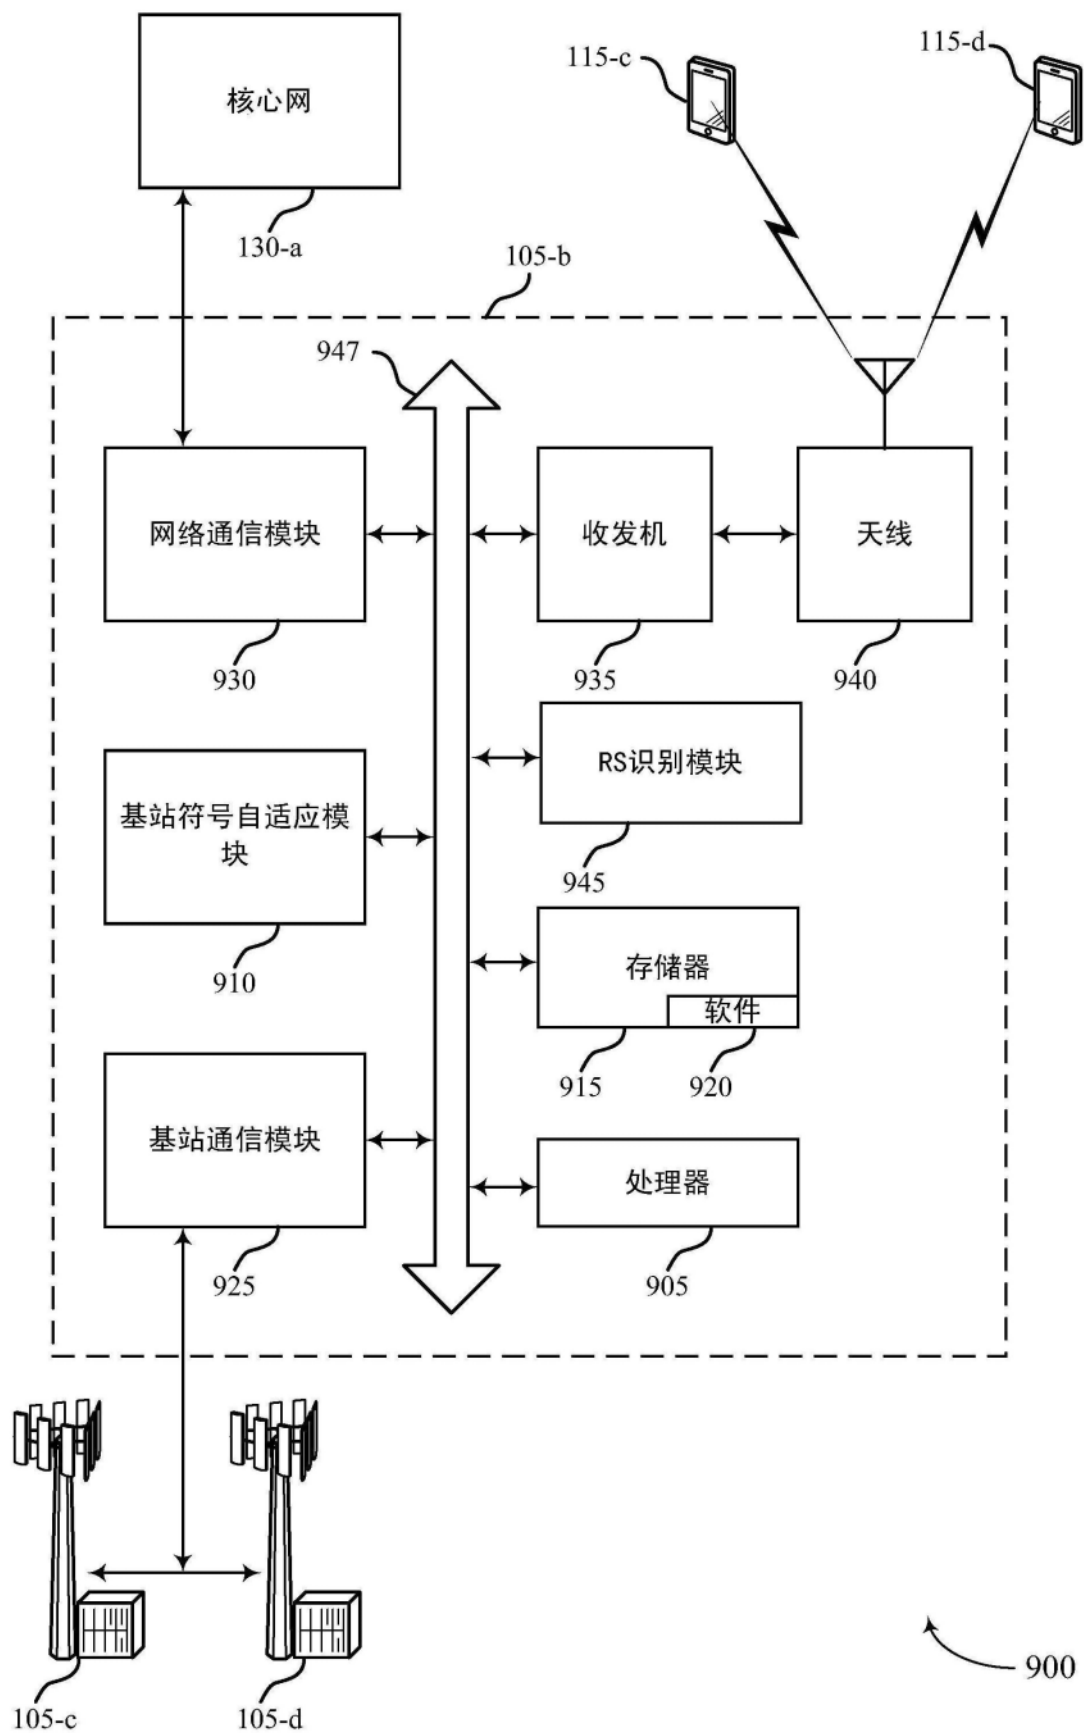 核心网
130-a
115-c
115-d
105-b
947
网络通信模块
930
收发机
935
天线
940
RS识别模块
945
基站符号自适应模
块
910
存储器
软件
915
920
基站通信模块
925
处理器
905
105-c
105-d
900